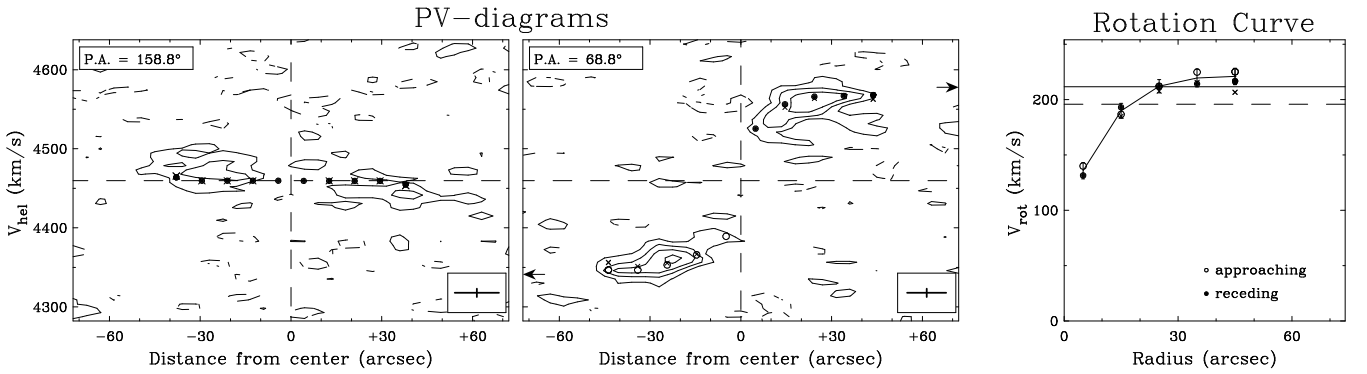 PV−diagrams
Rotation Curve
P.A. = 158.8°
P.A. = 68.8°
V_hel (km/s)
4600
4500
4400
4300
−60 −30 0 +30 +60
Distance from center (arcsec)
−60 −30 0 +30 +60
Distance from center (arcsec)
V_rot (km/s)
200
100
0
approaching
receding
0 30 60
Radius (arcsec)